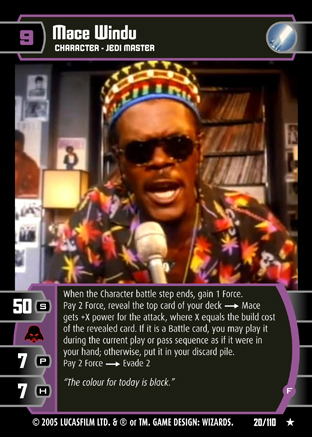 9
Mace Windu
CHARACTER - JEDI MASTER
50 S
7 P
7 H
When the Character battle step ends, gain 1 Force.
Pay 2 Force, reveal the top card of your deck → Mace
gets +X power for the attack, where X equals the build cost
of the revealed card. If it is a Battle card, you may play it
during the current play or pass sequence as if it were in
your hand; otherwise, put it in your discard pile.
Pay 2 Force → Evade 2
"The colour for today is black."
F
© 2005 LUCASFILM LTD. & ® or TM. GAME DESIGN: WIZARDS. 20/110 ★